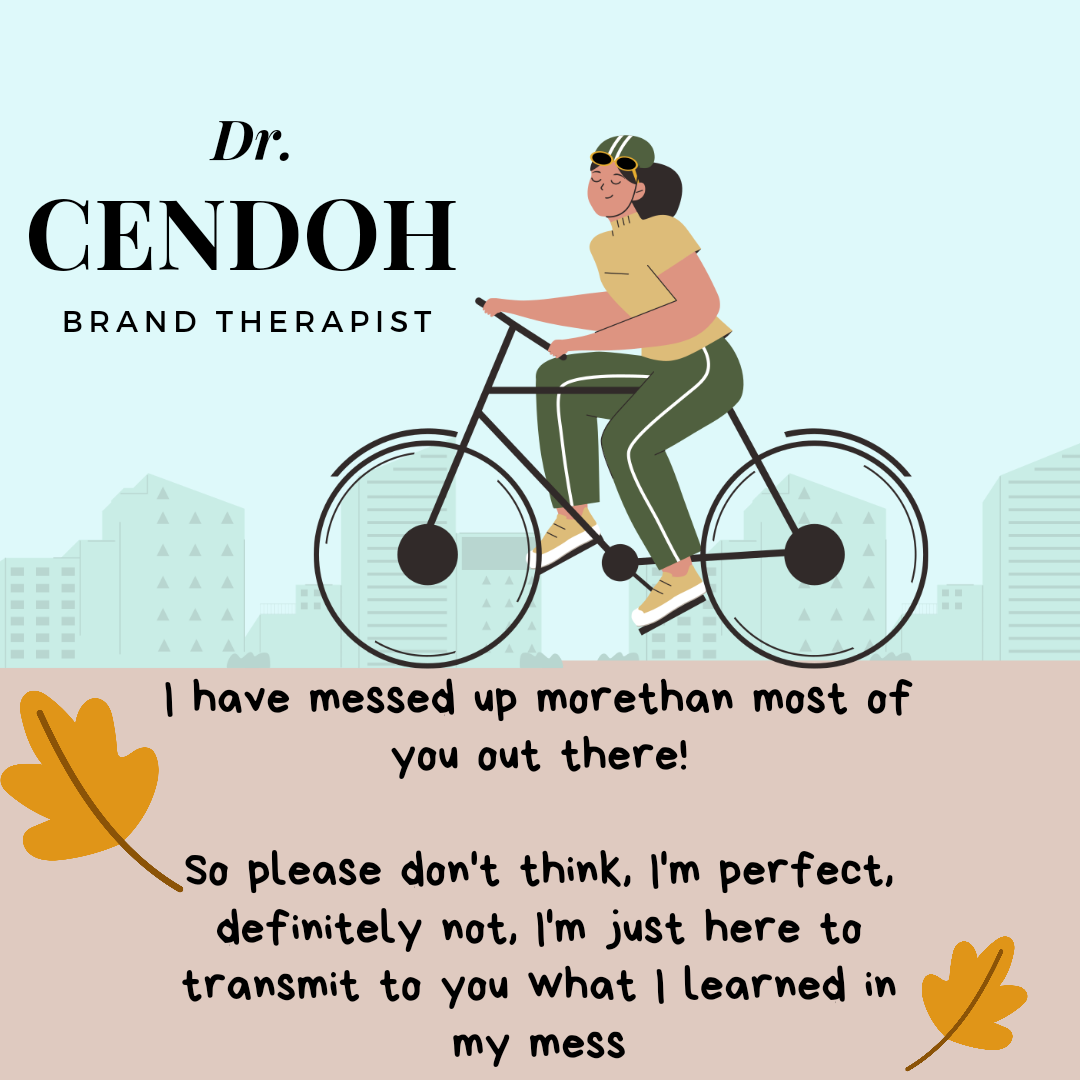 Dr.
CENDOH
BRAND THERAPIST
I have messed up morethan most of
you out there!
So please don't think, I'm perfect,
definitely not, I'm just here to
transmit to you what I learned in
my mess